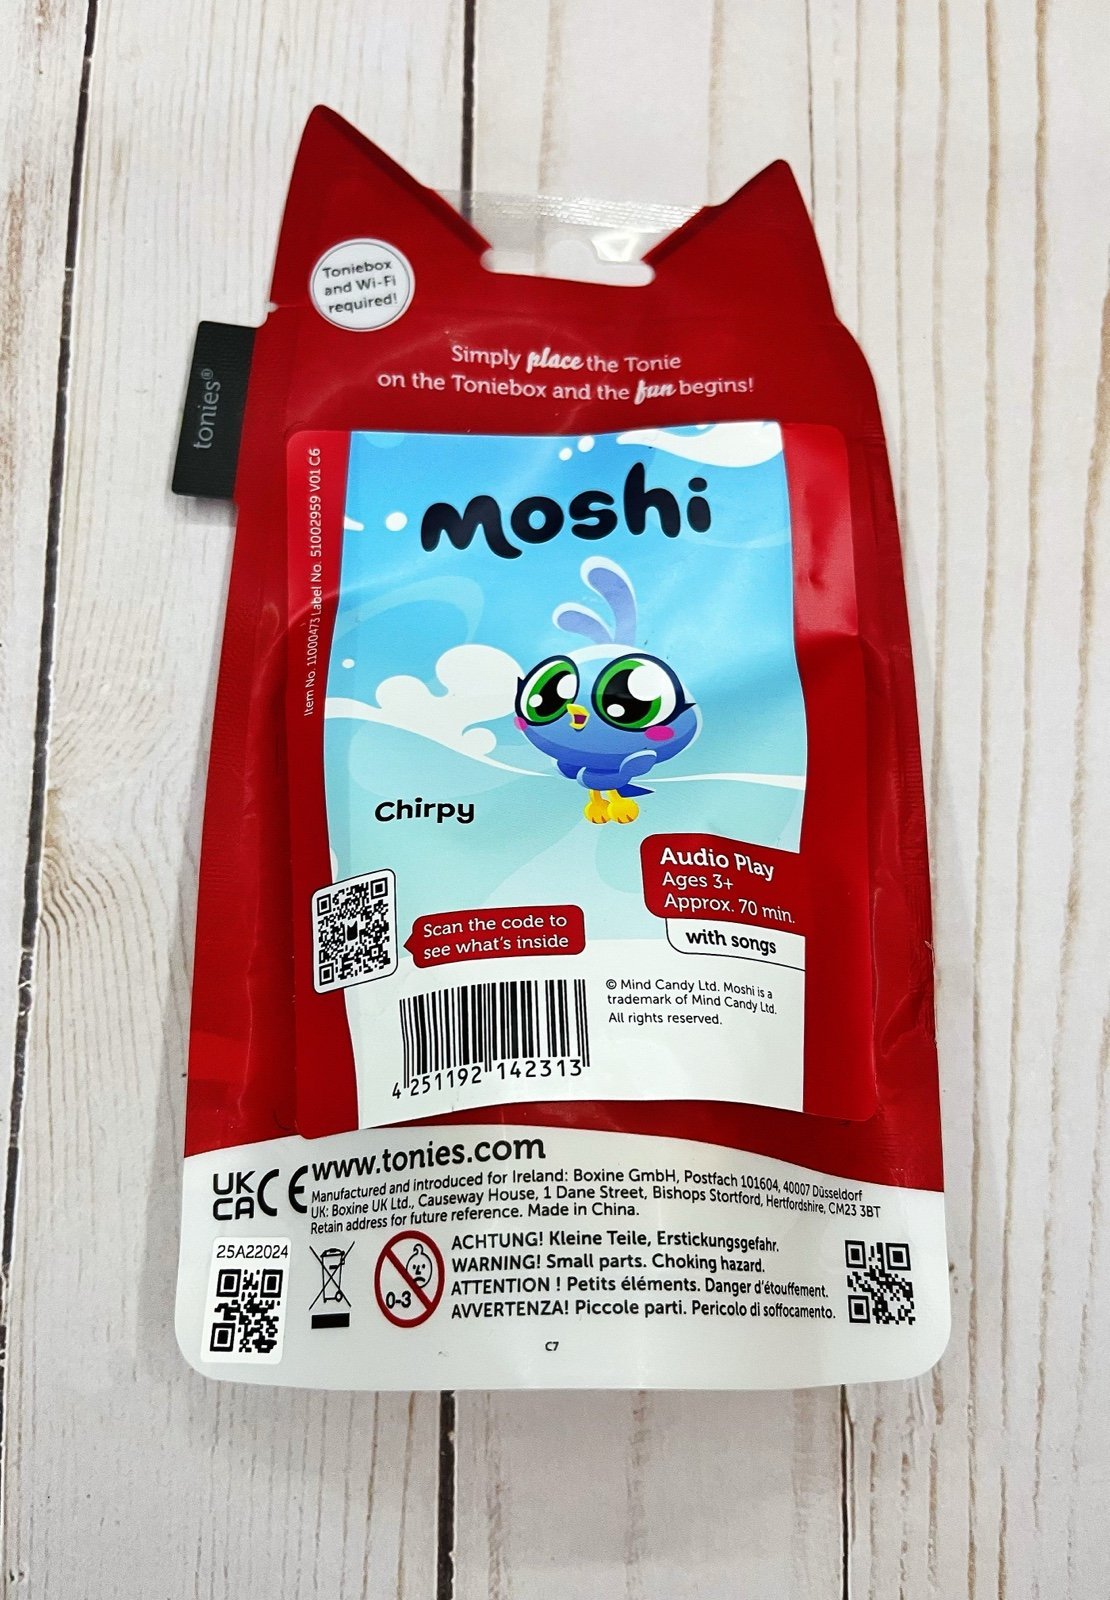 Toniebox
and Wi-Fi
required!
tonies®
Simply place the Tonie
on the Toniebox and the fun begins!
Item No. 11000473 Label No. 51002959 V01 C6
Moshi
Chirpy
Audio Play
Ages 3+
Approx. 70 min.
with songs
Scan the code to
see what's inside
© Mind Candy Ltd. Moshi is a
trademark of Mind Candy Ltd.
All rights reserved.
4 251192 142313
UK
CA CE
www.tonies.com
Manufactured and introduced for Ireland: Boxine GmbH, Postfach 101604, 40007 Düsseldorf
UK: Boxine UK Ltd., Causeway House, 1 Dane Street, Bishops Stortford, Hertfordshire, CM23 3BT
Retain address for future reference. Made in China.
25A22024
0-3
ACHTUNG! Kleine Teile, Erstickungsgefahr.
WARNING! Small parts. Choking hazard.
ATTENTION ! Petits éléments. Danger d'étouffement.
AVVERTENZA! Piccole parti. Pericolo di soffocamento.
C7